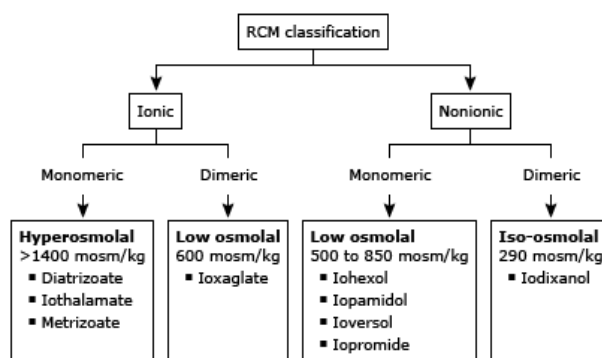 RCM classification
Ionic
Nonionic
Monomeric
Dimeric
Monomeric
Dimeric
Hyperosmolal
>1400 mosm/kg
▪ Diatrizoate
▪ Iothalamate
▪ Metrizoate
Low osmolal
600 mosm/kg
▪ Ioxaglate
Low osmolal
500 to 850 mosm/kg
▪ Iohexol
▪ Iopamidol
▪ Ioversol
▪ Iopromide
Iso-osmolal
290 mosm/kg
▪ Iodixanol